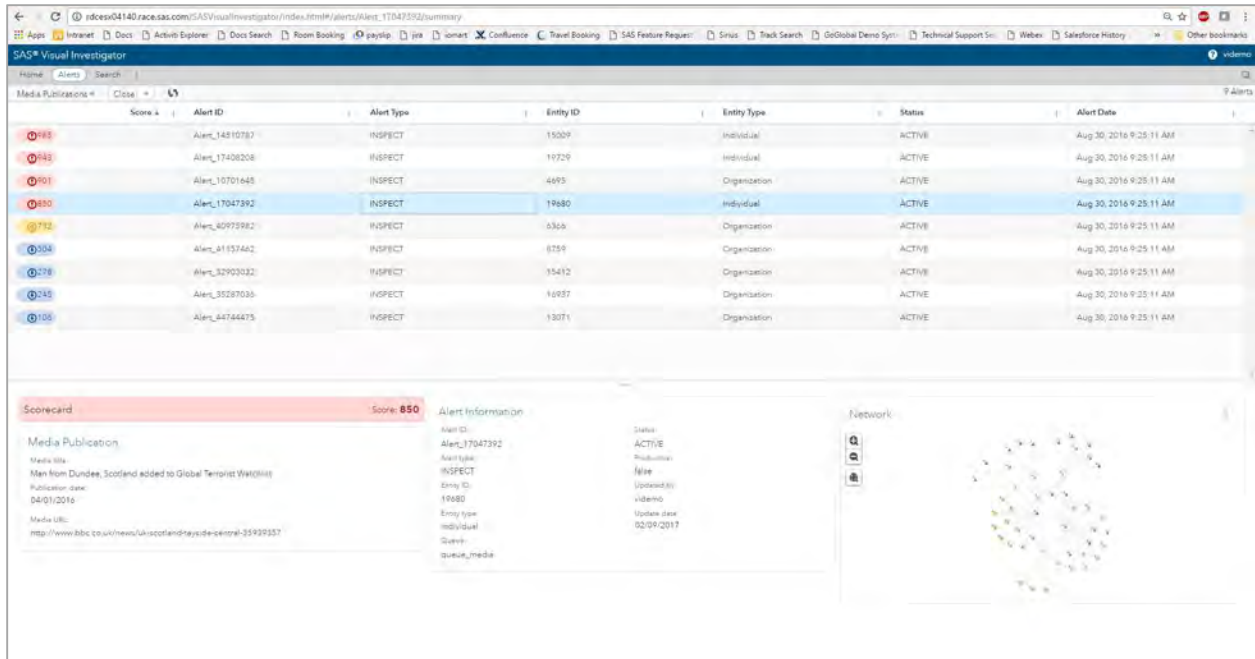 rdcesx04140.race.sas.com/SASVisualInvestigator/index.html#/alerts/Alert_17047392/summary
Apps Intranet Docs Activiti Explorer Docs Search Room Booking payslip jira iomart Confluence Travel Booking SAS Feature Request Sirius Track Search GoGlobal Demo Technical Support Webex Salesforce History » Other bookmarks
SAS® Visual Investigator videmo
Home Alerts Search
Media Publications Close 9 Alerts
Score Alert ID Alert Type Entity ID Entity Type Status Alert Date
985 Alert_14510787 INSPECT 15009 Individual ACTIVE Aug 30, 2016 9:25:11 AM
943 Alert_17408208 INSPECT 19729 Individual ACTIVE Aug 30, 2016 9:25:11 AM
901 Alert_10701645 INSPECT 4695 Organization ACTIVE Aug 30, 2016 9:25:11 AM
850 Alert_17047392 INSPECT 19680 Individual ACTIVE Aug 30, 2016 9:25:11 AM
712 Alert_40975982 INSPECT 6366 Organization ACTIVE Aug 30, 2016 9:25:11 AM
504 Alert_41157462 INSPECT 8759 Organization ACTIVE Aug 30, 2016 9:25:11 AM
278 Alert_32903032 INSPECT 15412 Organization ACTIVE Aug 30, 2016 9:25:11 AM
245 Alert_35287036 INSPECT 16937 Organization ACTIVE Aug 30, 2016 9:25:11 AM
106 Alert_44744475 INSPECT 13071 Organization ACTIVE Aug 30, 2016 9:25:11 AM
Scorecard Score: 850
Media Publication
Media title:
Man from Dundee, Scotland added to Global Terrorist Watchlist
Publication date:
04/01/2016
Media URL:
http://www.bbc.co.uk/news/uk-scotland-tayside-central-35939357
Alert Information
Alert ID: Status:
Alert_17047392 ACTIVE
Alert type: Production:
INSPECT false
Entity ID: Updated by:
19680 videmo
Entity type: Update date:
Individual 02/09/2017
Queue:
queue_media
Network